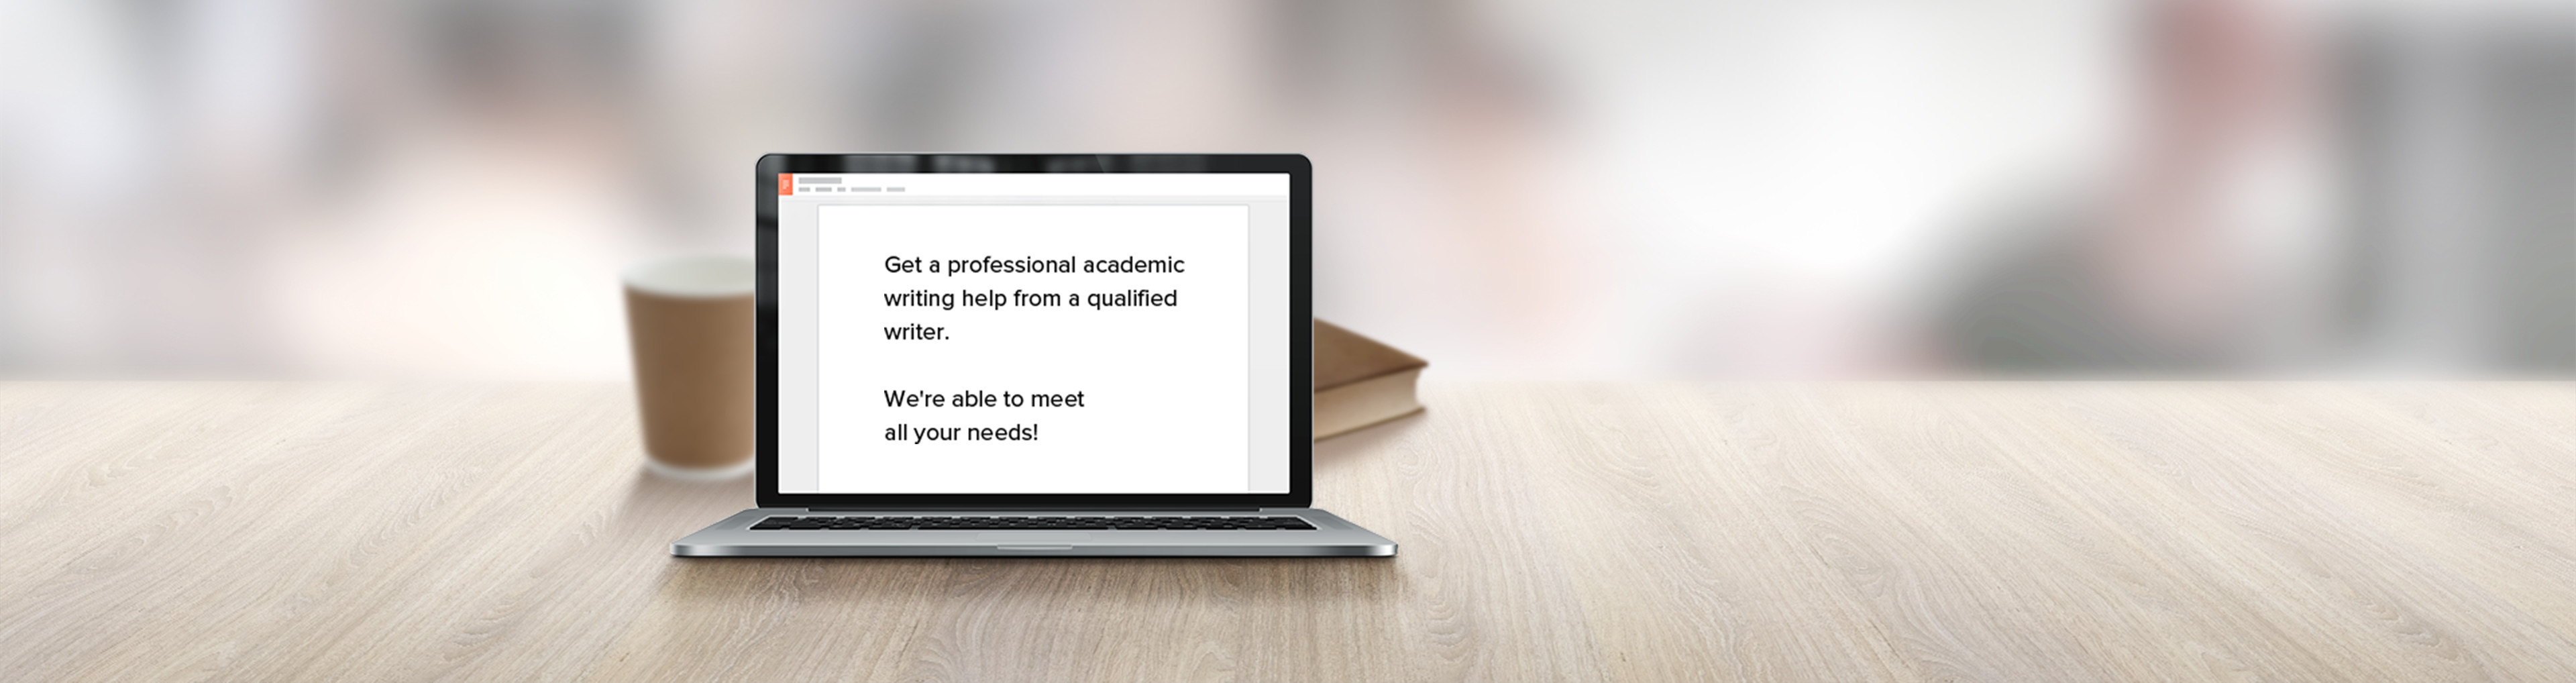 Get a professional academic
writing help from a qualified
writer.
We're able to meet
all your needs!